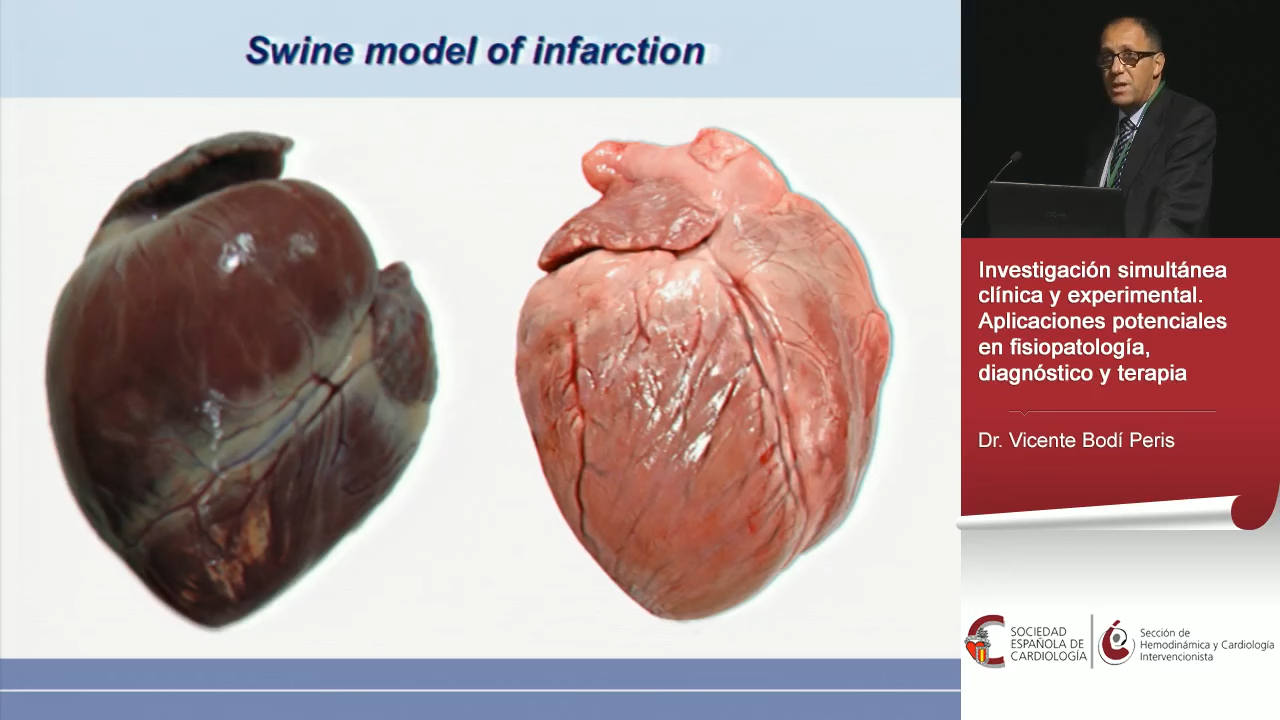 Swine model of infarction
Investigación simultánea
clínica y experimental.
Aplicaciones potenciales
en fisiopatología,
diagnóstico y terapia
Dr. Vicente Bodí Peris
SOCIEDAD
ESPAÑOLA DE
CARDIOLOGÍA
Sección de
Hemodinámica y Cardiología
Intervencionista